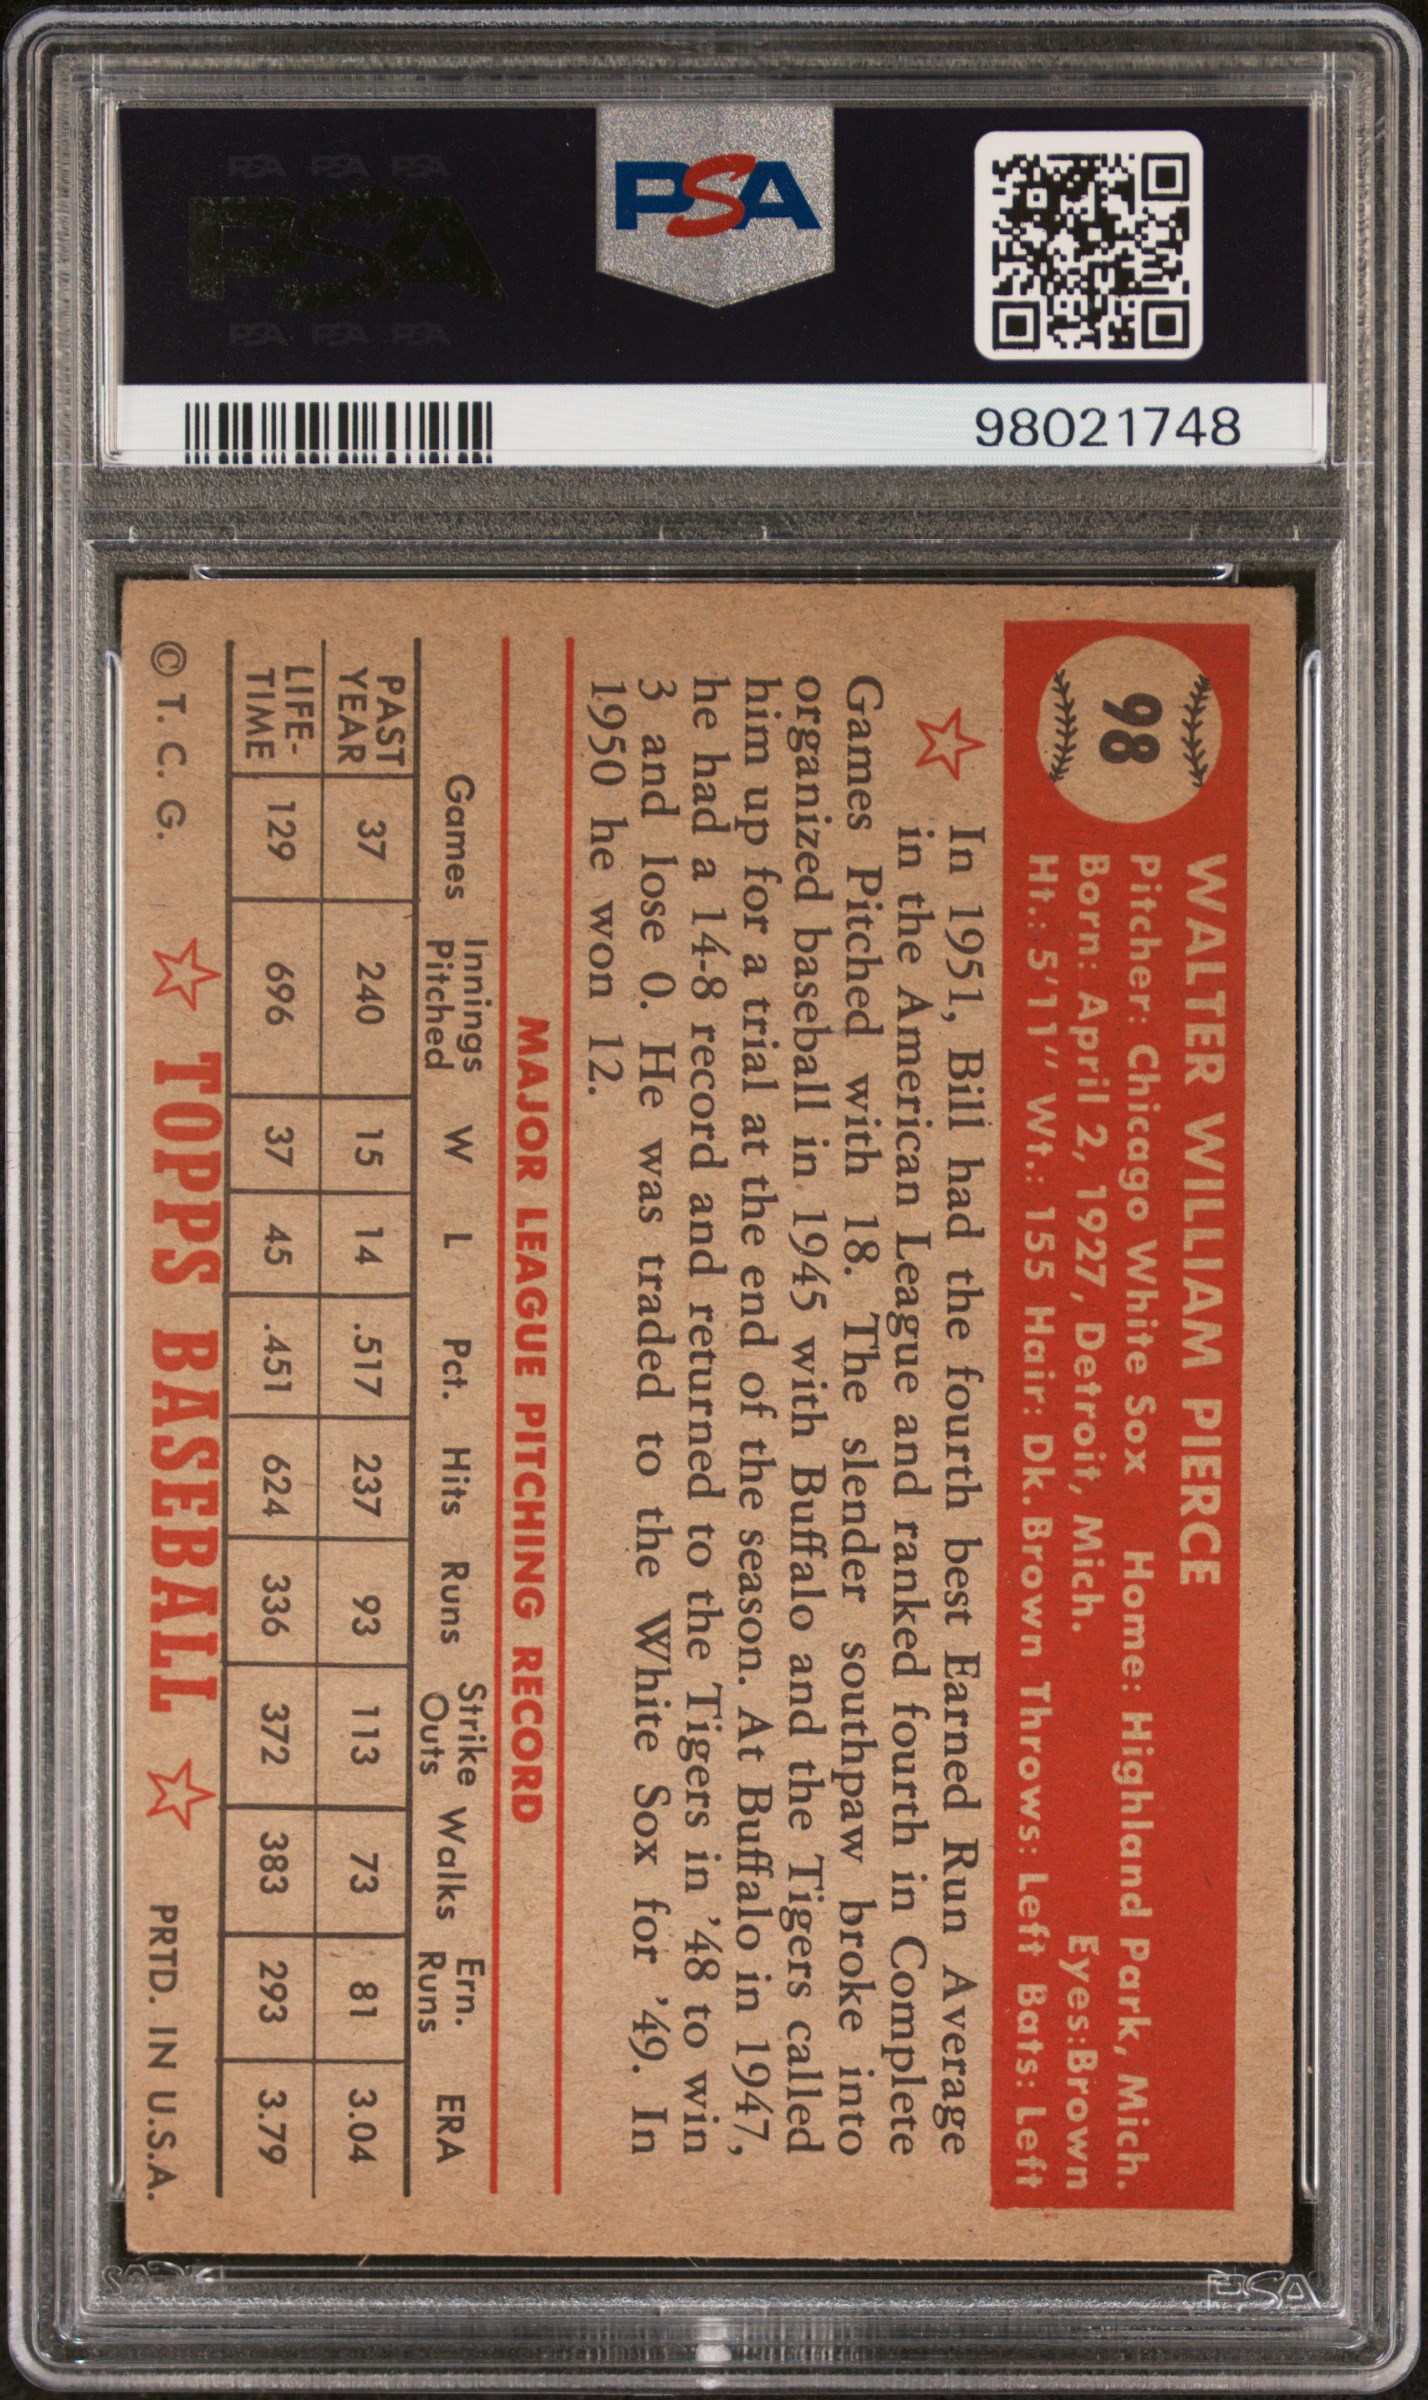 PSA PSA PSA
PSA
PSA PSA PSA
PSA
98021748
98
WALTER WILLIAM PIERCE
Pitcher: Chicago White Sox Home: Highland Park, Mich.
Born: April 2, 1927, Detroit, Mich. Eyes:Brown
Ht.: 5'11" Wt.: 155 Hair: Dk.Brown Throws: Left Bats: Left
In 1951, Bill had the fourth best Earned Run Average
in the American League and ranked fourth in Complete
Games Pitched with 18. The slender southpaw broke into
organized baseball in 1945 with Buffalo and the Tigers called
him up for a trial at the end of the season. At Buffalo in 1947,
he had a 14-8 record and returned to the Tigers in '48 to win
3 and lose 0. He was traded to the White Sox for '49. In
1950 he won 12.
MAJOR LEAGUE PITCHING RECORD
Games Innings Pitched W L Pct. Hits Runs Strike Outs Walks Ern. Runs ERA
PAST YEAR 37 240 15 14 .517 237 93 113 73 81 3.04
LIFE-TIME 129 696 37 45 .451 624 336 372 383 293 3.79
© T. C. G. TOPPS BASEBALL PRTD. IN U.S.A.
PSA